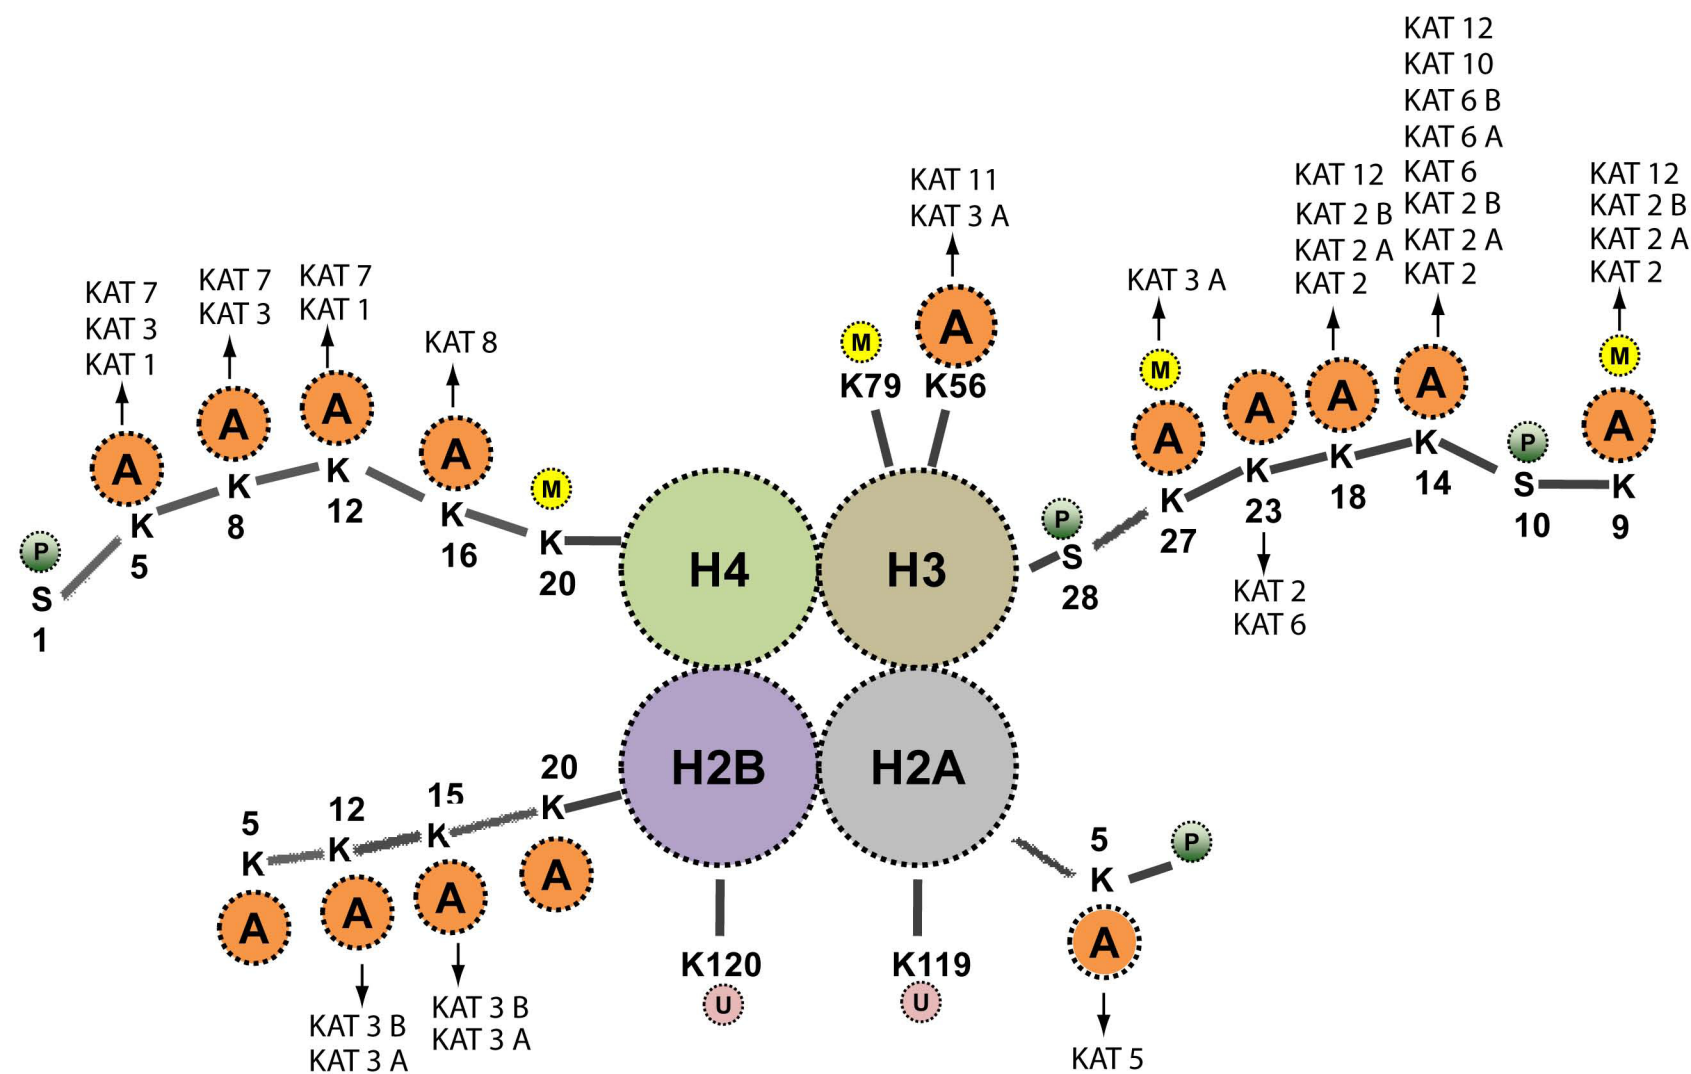 KAT 12
KAT 10
KAT 6 B
KAT 6 A
KAT 6
KAT 2 B
KAT 2 A
KAT 2
KAT 12
KAT 2 B
KAT 2 A
KAT 2
KAT 12
KAT 2 B
KAT 2 A
KAT 2
KAT 11
KAT 3 A
KAT 3 A
KAT 7
KAT 3
KAT 1
KAT 7
KAT 3
KAT 7
KAT 1
KAT 8
A
A
A
A
M
M
A
K79
K56
M
A
A
A
A
M
A
P
S
1
K
5
K
8
K
12
K
16
K
20
H4
H3
P
S
28
K
27
K
23
K
18
K
14
P
S
10
K
9
KAT 2
KAT 6
H2B
H2A
5
K
A
12
K
A
15
K
A
20
K
A
KAT 3 B
KAT 3 A
KAT 3 B
KAT 3 A
K120
U
K119
U
5
K
P
A
KAT 5